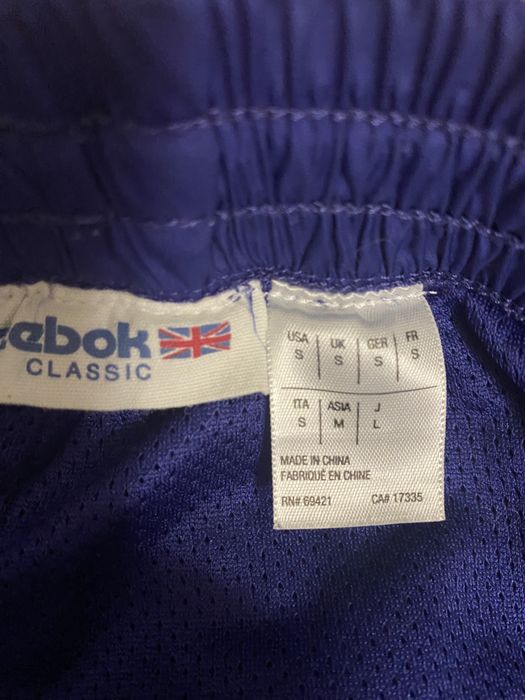 eebok
CLASSIC
USA UK GER FR
S S S S
ITA ASIA J
S M L
MADE IN CHINA
FABRIQUÉ EN CHINE
RN# 69421 CA# 17335